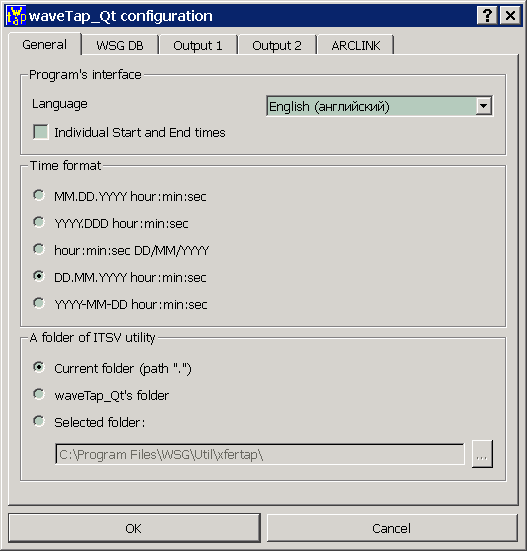 waveTap_Qt configuration
General
WSG DB
Output 1
Output 2
ARCLINK
Program's interface
Language
English (английский)
Individual Start and End times
Time format
MM.DD.YYYY hour:min:sec
YYYY.DDD hour:min:sec
hour:min:sec DD/MM/YYYY
DD.MM.YYYY hour:min:sec
YYYY-MM-DD hour:min:sec
A folder of ITSV utility
Current folder (path ".")
waveTap_Qt's folder
Selected folder:
C:\Program Files\WSG\Util\xfertap\
...
OK
Cancel